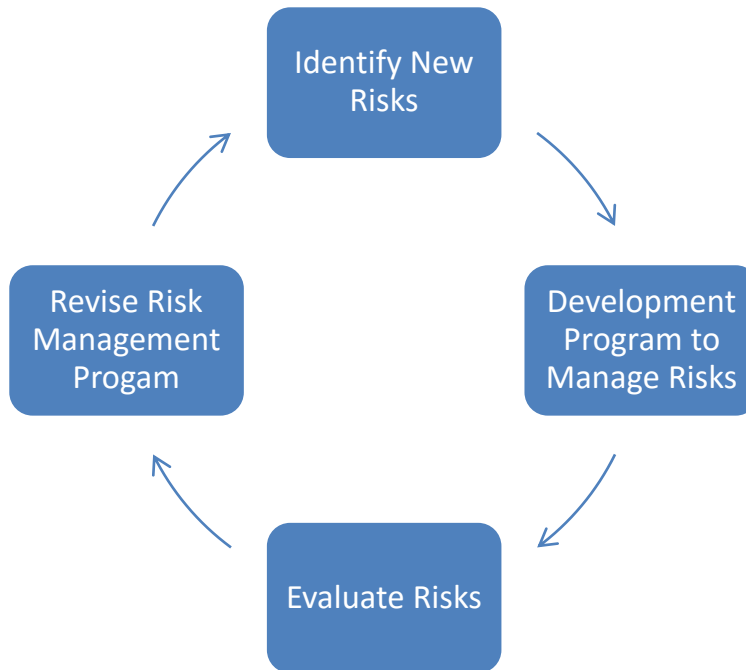 Identify New
Risks
Development
Program to
Manage Risks
Evaluate Risks
Revise Risk
Management
Progam